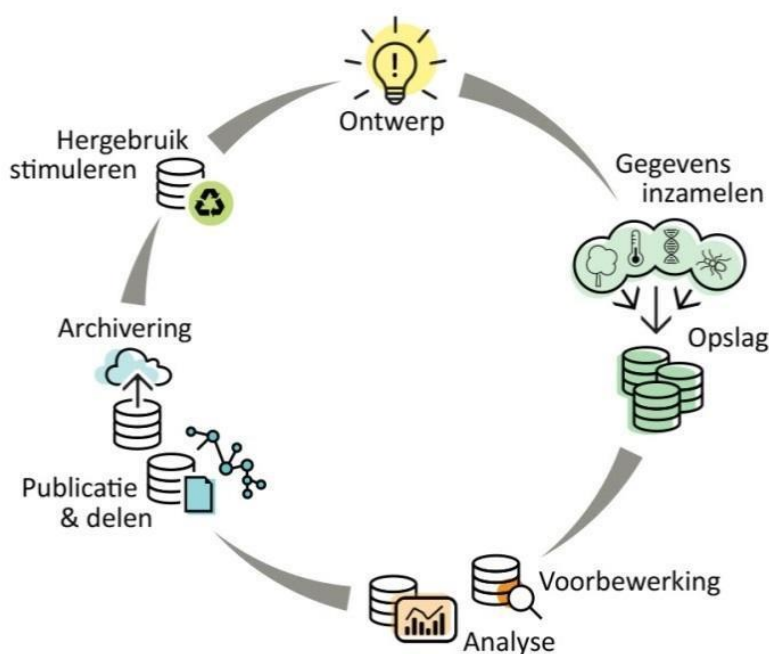 Ontwerp
Gegevens
inzamelen
Opslag
Voorbewerking
Analyse
Publicatie
& delen
Archivering
Hergebruik
stimuleren